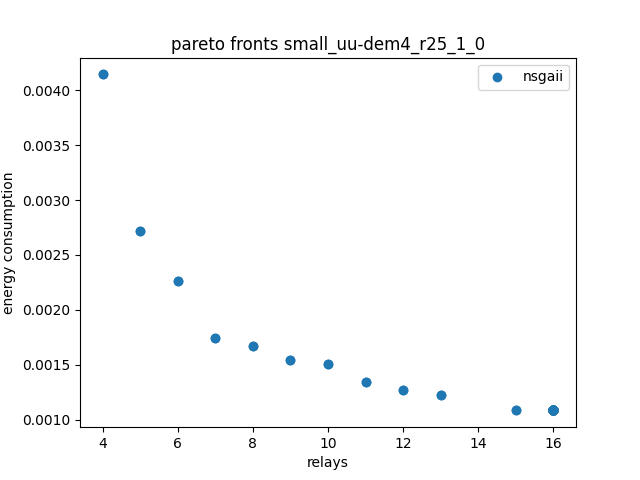 pareto fronts small_uu-dem4_r25_1_0
nsgaii
0.0040
0.0035
0.0030
0.0025
0.0020
0.0015
0.0010
energy consumption
4 6 8 10 12 14 16
relays